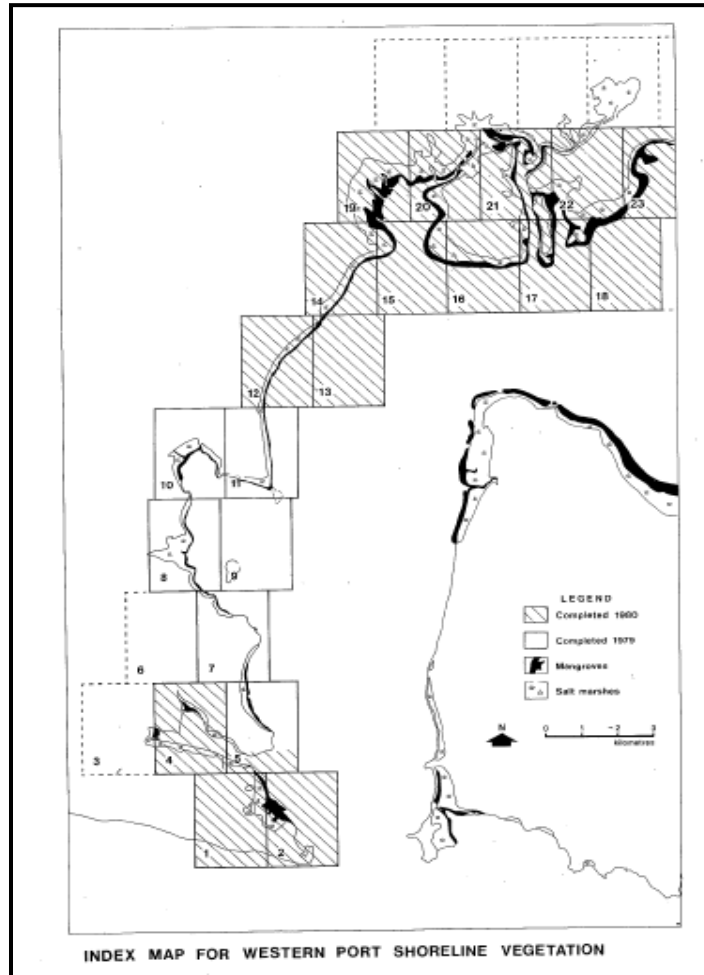 19
20
21
22
23
14
15
16
17
18
12
13
10
11
8
9
6
7
3
4
5
1
2
LEGEND
Completed 1980
Completed 1979
Mangroves
Salt marshes
N
0 1 2 3
kilometres
INDEX MAP FOR WESTERN PORT SHORELINE VEGETATION